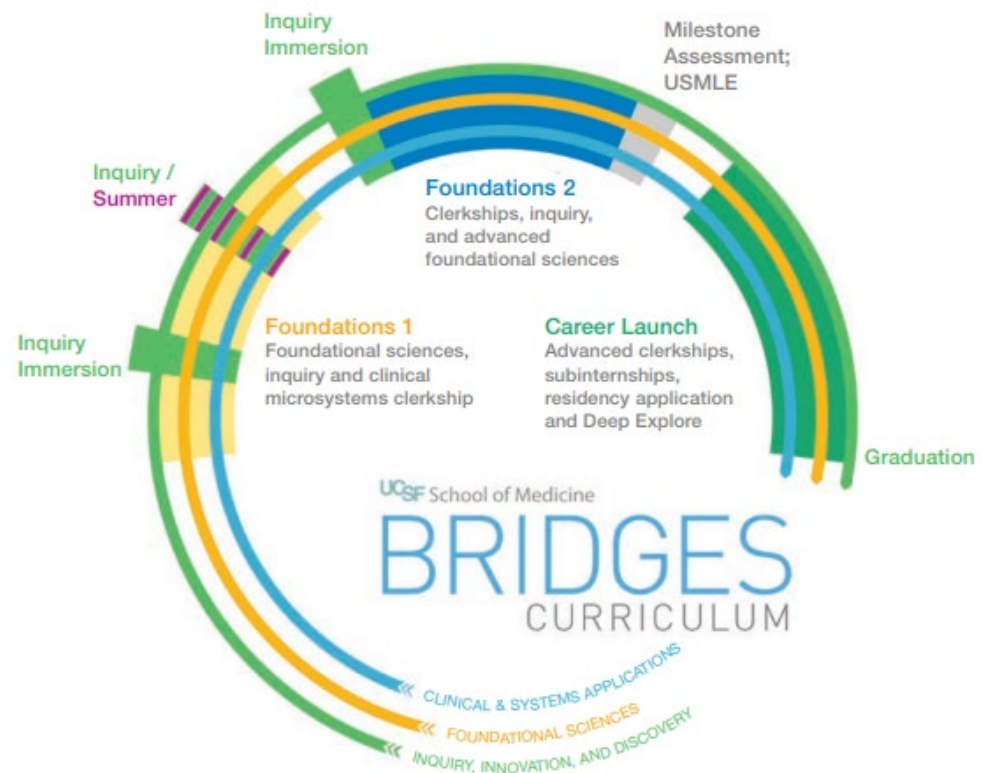 Inquiry
Immersion
Milestone
Assessment;
USMLE
Inquiry /
Summer
Foundations 2
Clerkships, inquiry,
and advanced
foundational sciences
Inquiry
Immersion
Foundations 1
Foundational sciences,
inquiry and clinical
microsystems clerkship
Career Launch
Advanced clerkships,
subinternships,
residency application
and Deep Explore
Graduation
UCSF School of Medicine
BRIDGES
CURRICULUM
CLINICAL & SYSTEMS APPLICATIONS
FOUNDATIONAL SCIENCES
INQUIRY, INNOVATION, AND DISCOVERY